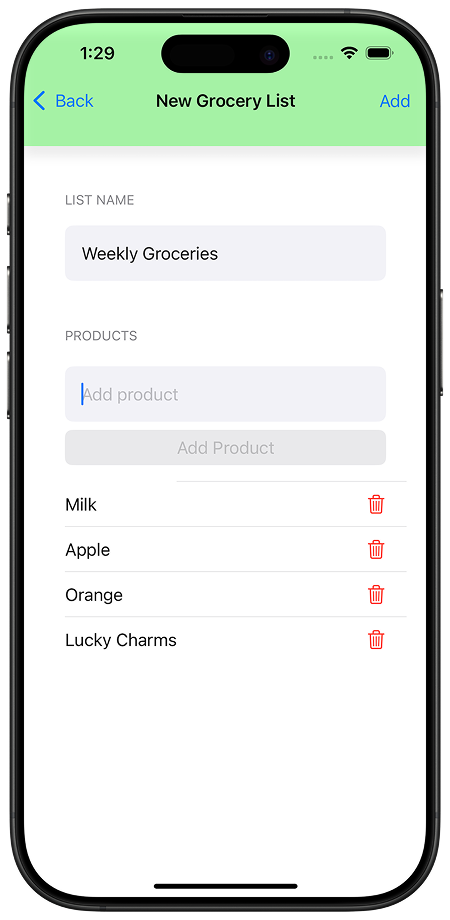 1:29
Back New Grocery List Add
LIST NAME
Weekly Groceries
PRODUCTS
Add product
Add Product
Milk
Apple
Orange
Lucky Charms